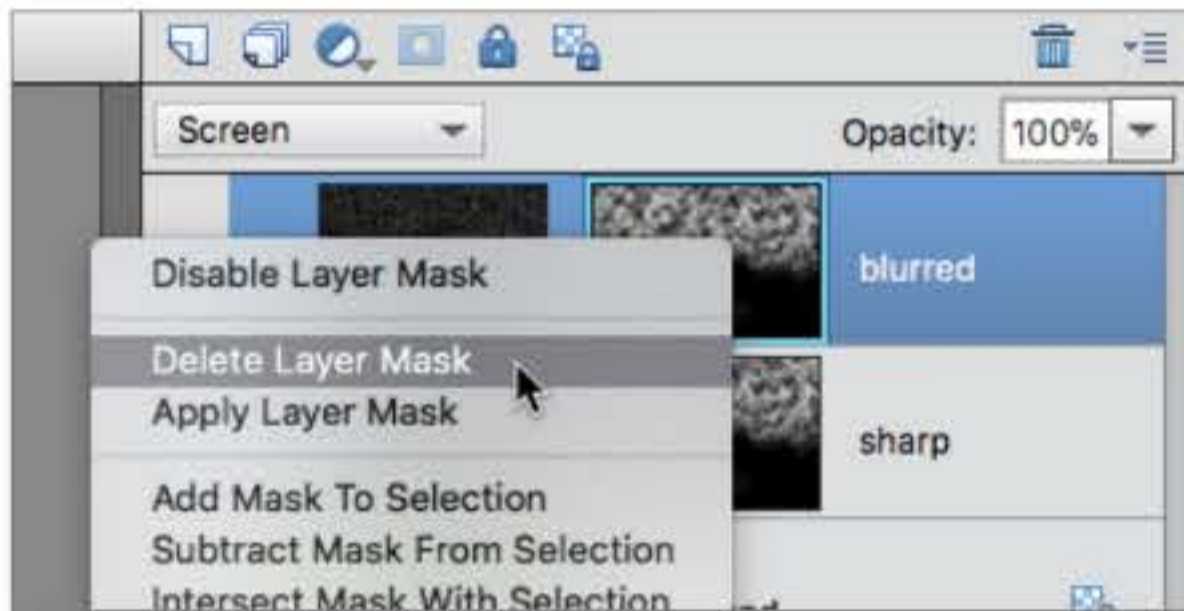 Screen Opacity: 100%
blurred
Disable Layer Mask
Delete Layer Mask
Apply Layer Mask
sharp
Add Mask To Selection
Subtract Mask From Selection
Intersect Mask With Selection